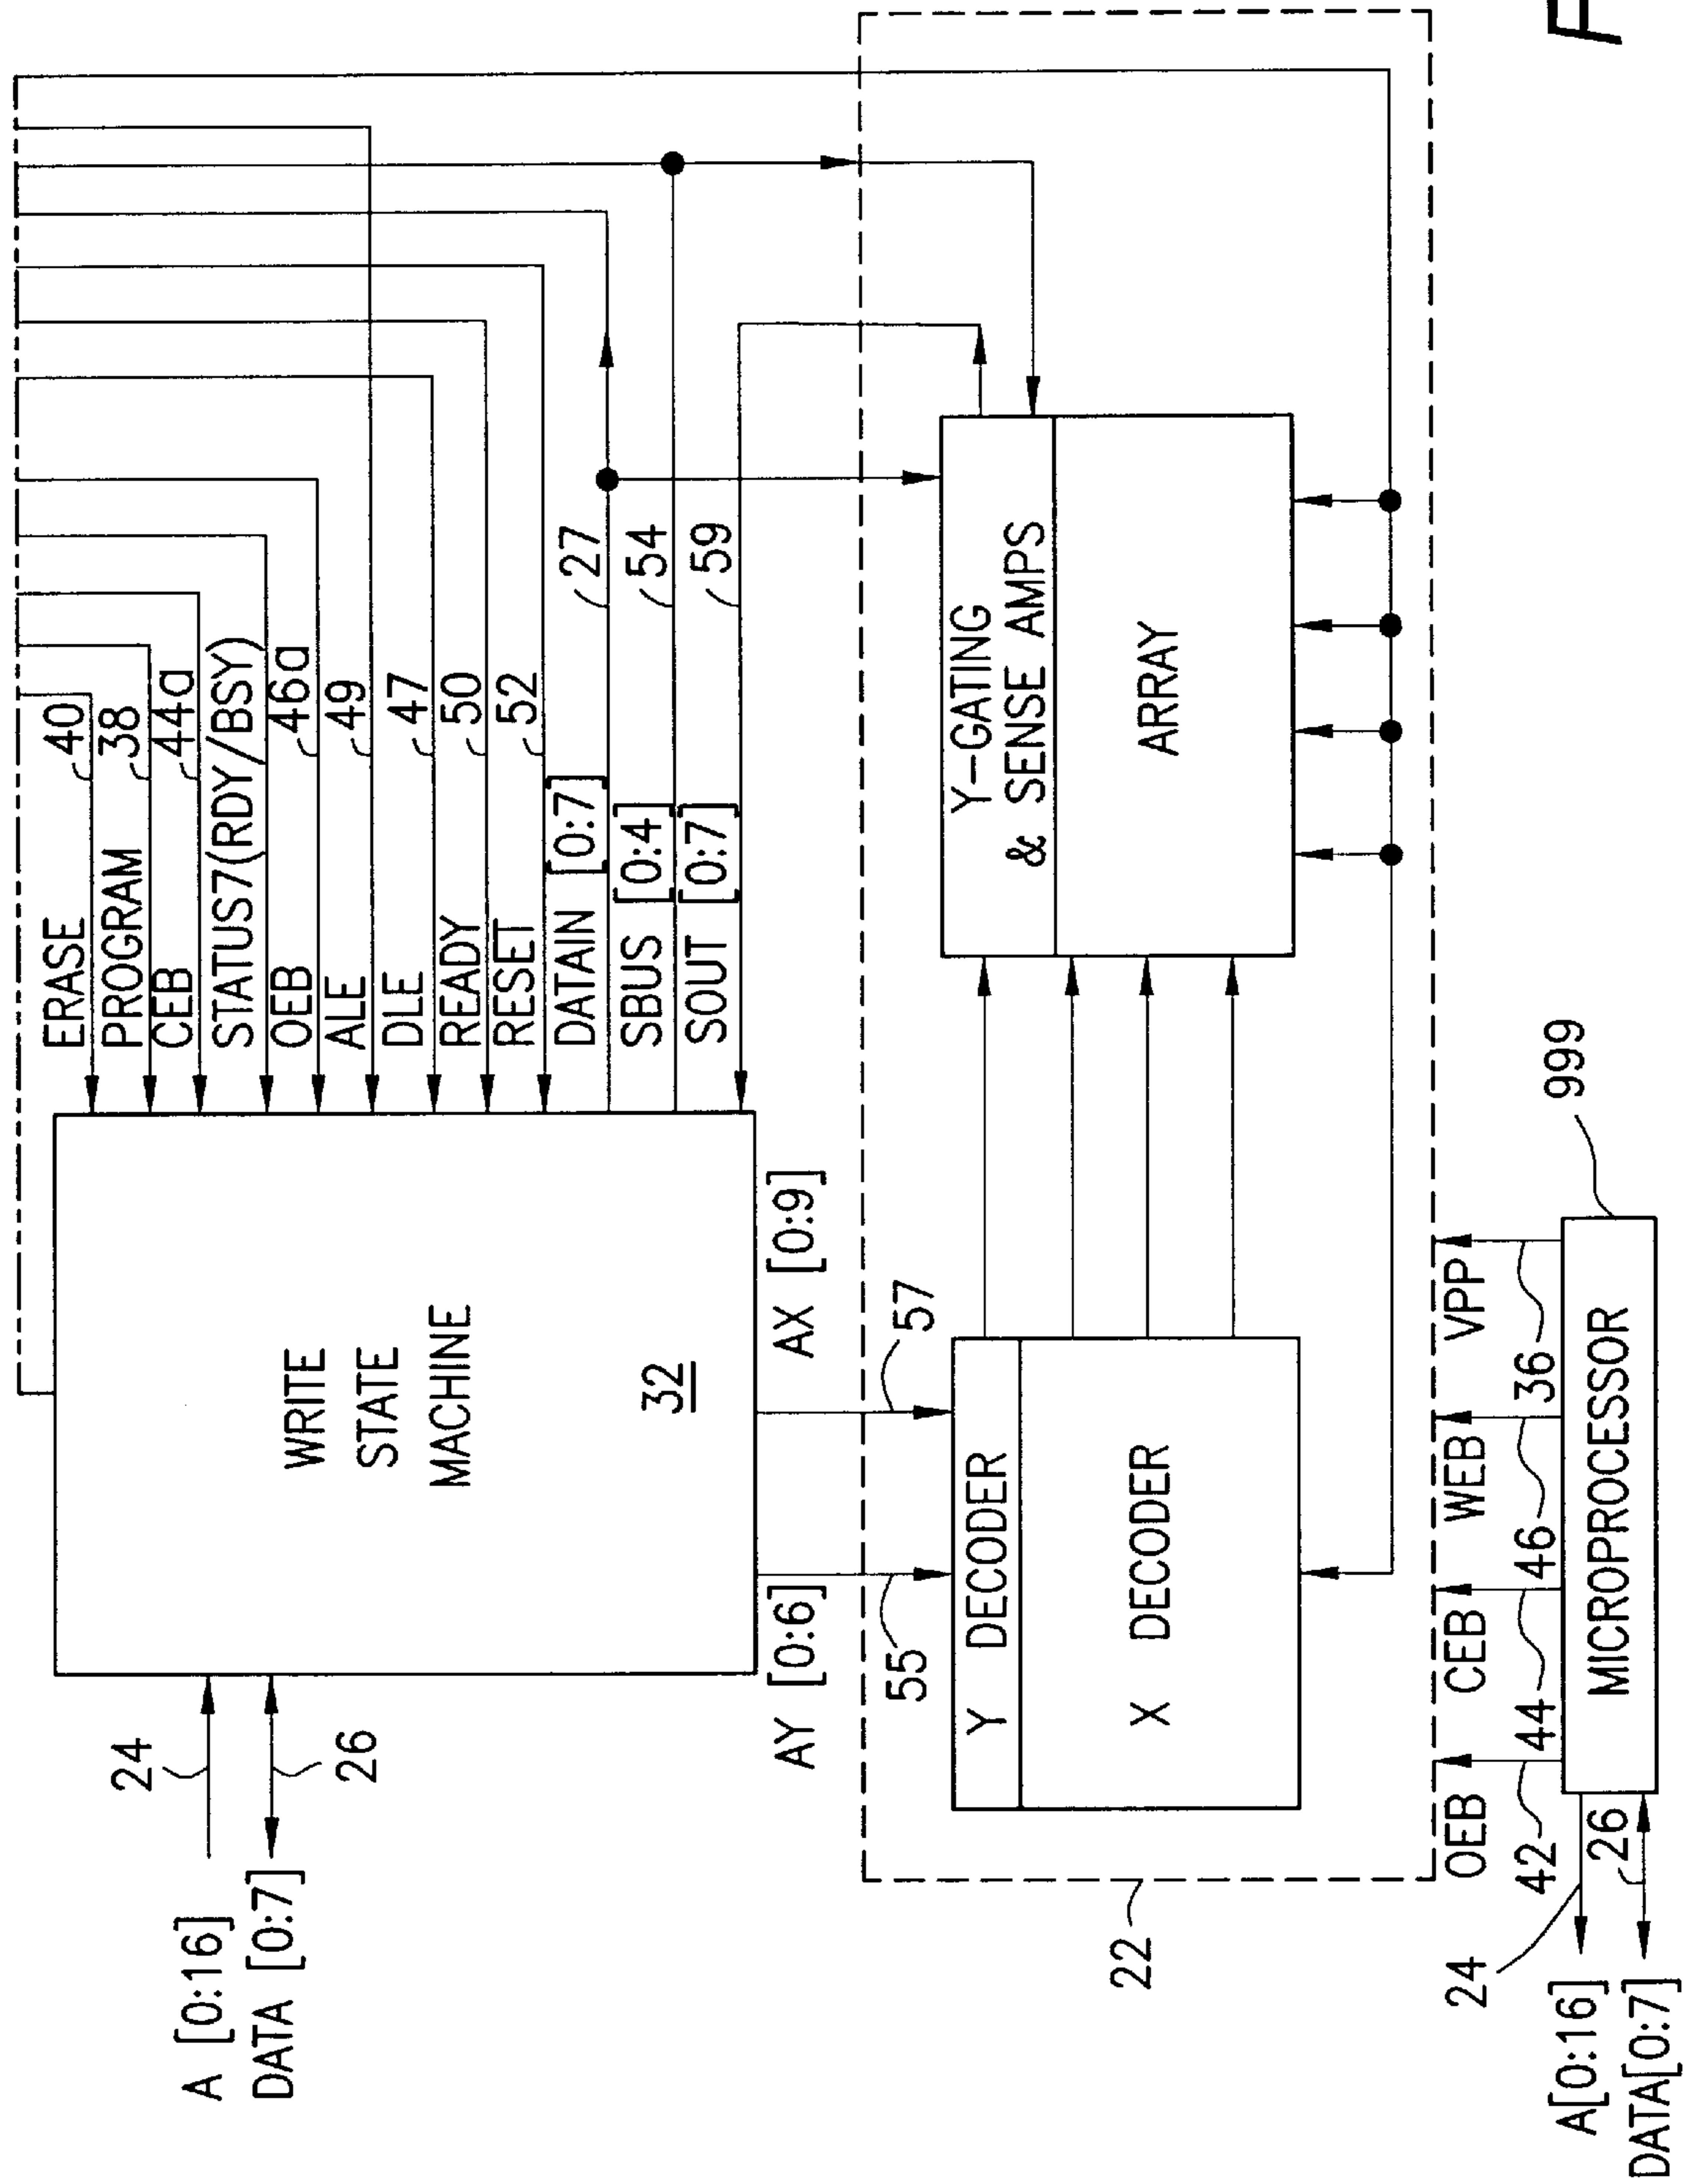 A [0:16]
24
DATA [0:7]
26
WRITE
STATE
MACHINE
32
ERASE 40
PROGRAM 38
CEB 44a
STATUS7(RDY/BSY)
OEB 46a
ALE 49
DLE 47
READY 50
RESET 52
DATAIN [0:7] 27
SBUS [0:4] 54
SOUT [0:7] 59
AY [0:6]
AX [0:9]
55
57
Y DECODER
X DECODER
Y-GATING
& SENSE AMPS
ARRAY
22
OEB CEB WEB VPP
42 44 46 36
MICROPROCESSOR
999
24
A[0:16]
26
DATA[0:7]